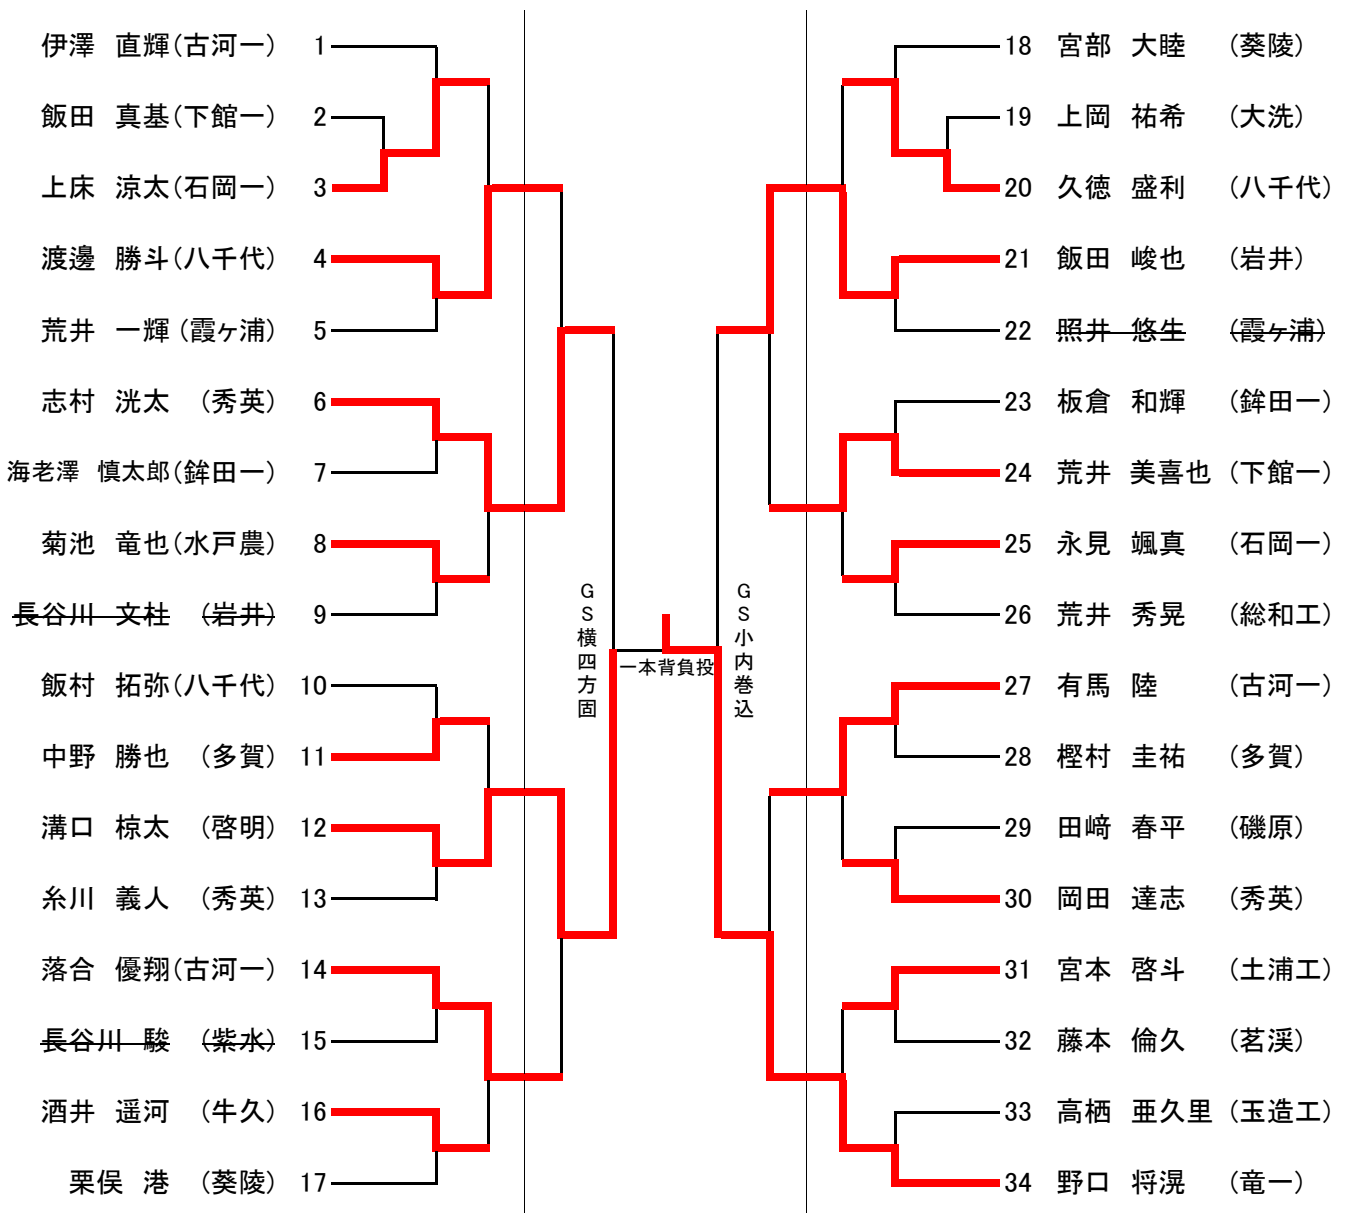 伊澤 直輝(古河一) 1
飯田 真基(下館一) 2
上床 涼太(石岡一) 3
渡邊 勝斗(八千代) 4
荒井 一輝(霞ヶ浦) 5
志村 洸太 (秀英) 6
海老澤 慎太郎(鉾田一) 7
菊池 竜也(水戸農) 8
長谷川 文杜 (岩井) 9
飯村 拓弥(八千代) 10
中野 勝也 (多賀) 11
溝口 椋太 (啓明) 12
糸川 義人 (秀英) 13
落合 優翔(古河一) 14
長谷川 駿 (紫水) 15
酒井 遥河 (牛久) 16
栗俣 港 (葵陵) 17
GS横四方固
一本背負投
GS小内巻込
18 宮部 大睦 (葵陵)
19 上岡 祐希 (大洗)
20 久徳 盛利 (八千代)
21 飯田 峻也 (岩井)
22 照井 悠生 (霞ヶ浦)
23 板倉 和輝 (鉾田一)
24 荒井 美喜也 (下館一)
25 永見 颯真 (石岡一)
26 荒井 秀晃 (総和工)
27 有馬 陸 (古河一)
28 樫村 圭祐 (多賀)
29 田﨑 春平 (磯原)
30 岡田 達志 (秀英)
31 宮本 啓斗 (土浦工)
32 藤本 倫久 (茗渓)
33 高栖 亜久里 (玉造工)
34 野口 将滉 (竜一)